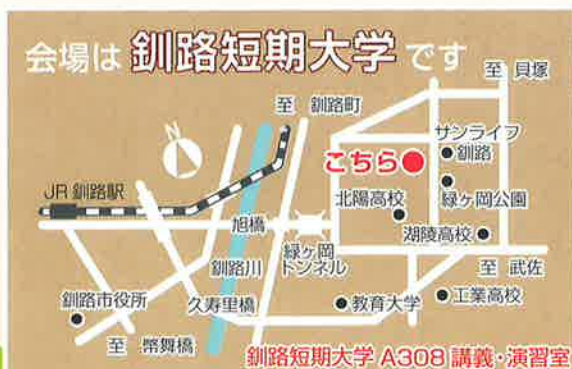 会場は 釧路短期大学 です
至 貝塚
至 釧路町
サンライフ
釧路
N
こちら
緑ヶ岡公園
JR 釧路駅
北陽高校
旭橋
湖陵高校
緑ヶ岡
トンネル
釧路川
至 武佐
釧路市役所
久寿里橋
教育大学
工業高校
至 幣舞橋
釧路短期大学 A308 講義・演習室